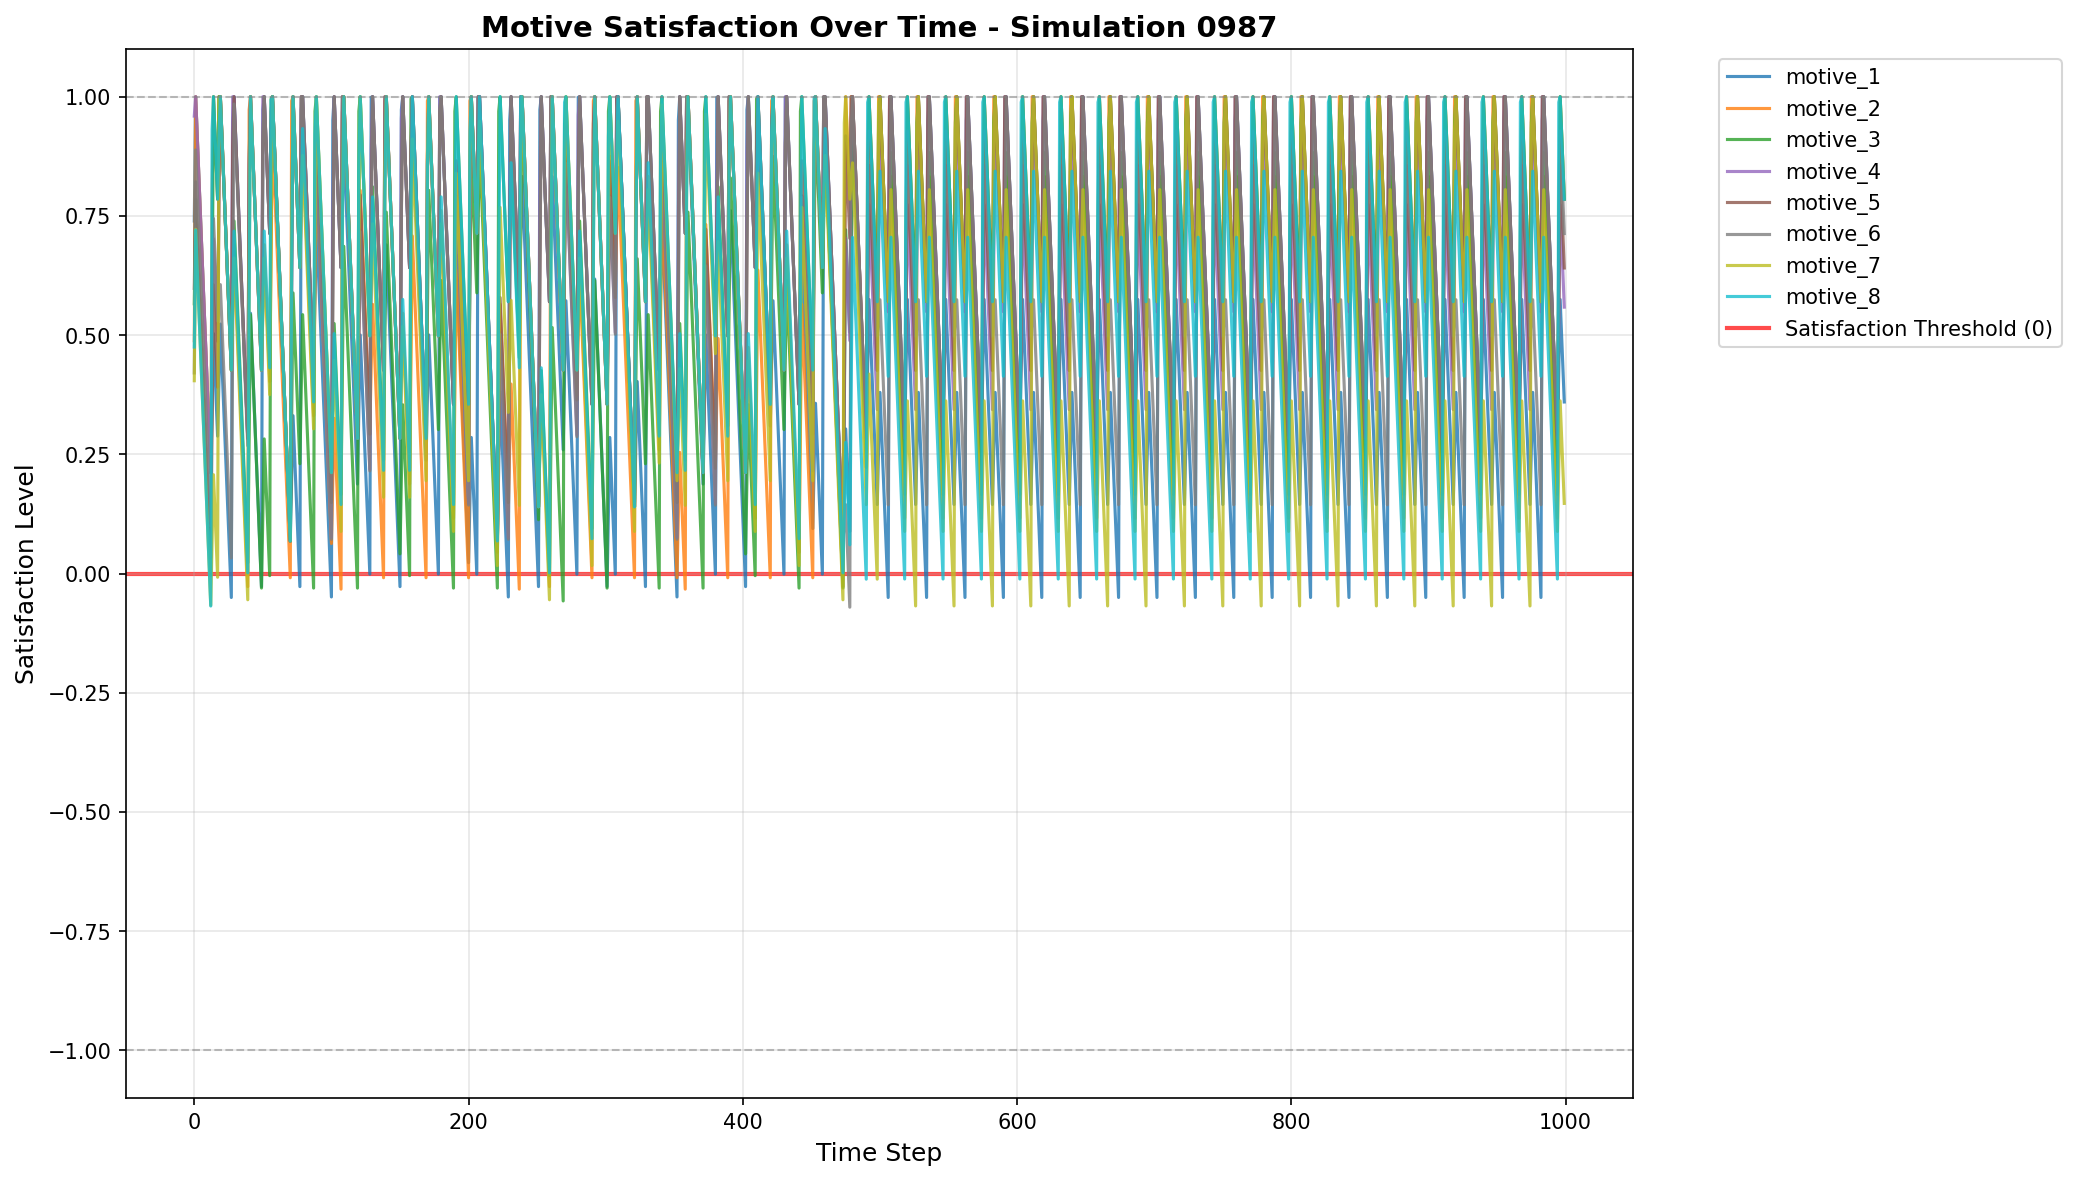 Motive Satisfaction Over Time - Simulation 0987
Satisfaction Level
1.00
0.75
0.50
0.25
0.00
−0.25
−0.50
−0.75
−1.00
0
200
400
600
800
1000
Time Step
motive_1
motive_2
motive_3
motive_4
motive_5
motive_6
motive_7
motive_8
Satisfaction Threshold (0)